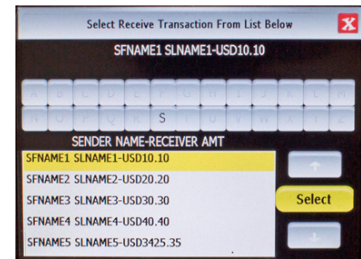 Select Receive Transaction From List Below
X
SFNAME1 SLNAME1-USD10.10
A B C D E G H I J K L M
N O P Q S U W X Z
SENDER NAME-RECEIVER AMT
SFNAME1 SLNAME1-USD10.10
SFNAME2 SLNAME2-USD20.20
SFNAME3 SLNAME3-USD30.30
Select
SFNAME4 SLNAME4-USD40.40
SFNAME5 SLNAME5-USD3425.35